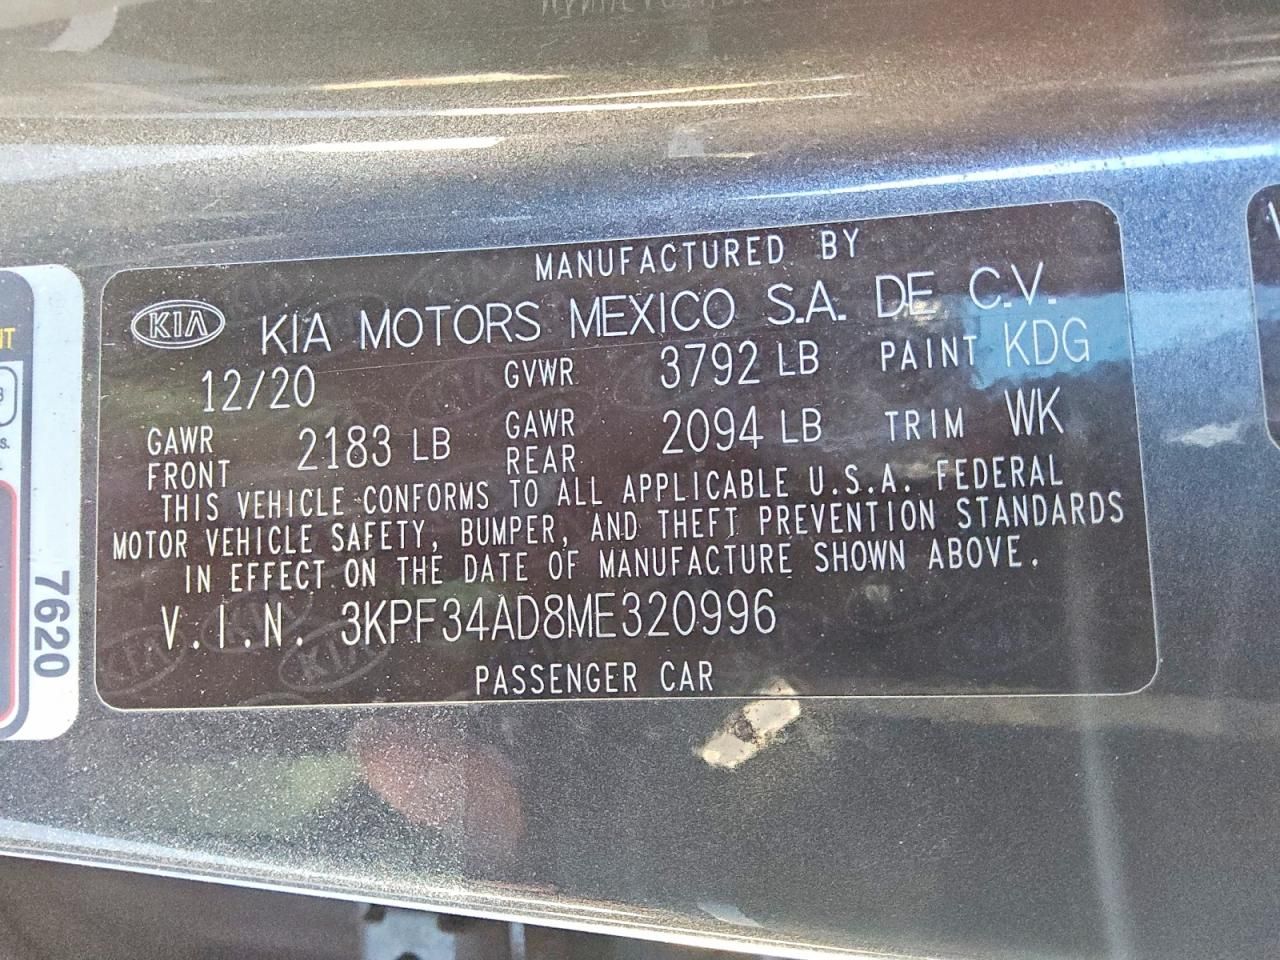 MANUFACTURED BY
KIA KIA MOTORS MEXICO S.A. DE C.V.
12/20 GVWR 3792 LB PAINT KDG
GAWR FRONT 2183 LB GAWR REAR 2094 LB TRIM WK
THIS VEHICLE CONFORMS TO ALL APPLICABLE U.S.A. FEDERAL
MOTOR VEHICLE SAFETY, BUMPER, AND THEFT PREVENTION STANDARDS
IN EFFECT ON THE DATE OF MANUFACTURE SHOWN ABOVE.
V.I.N. 3KPF34AD8ME320996
PASSENGER CAR
7620